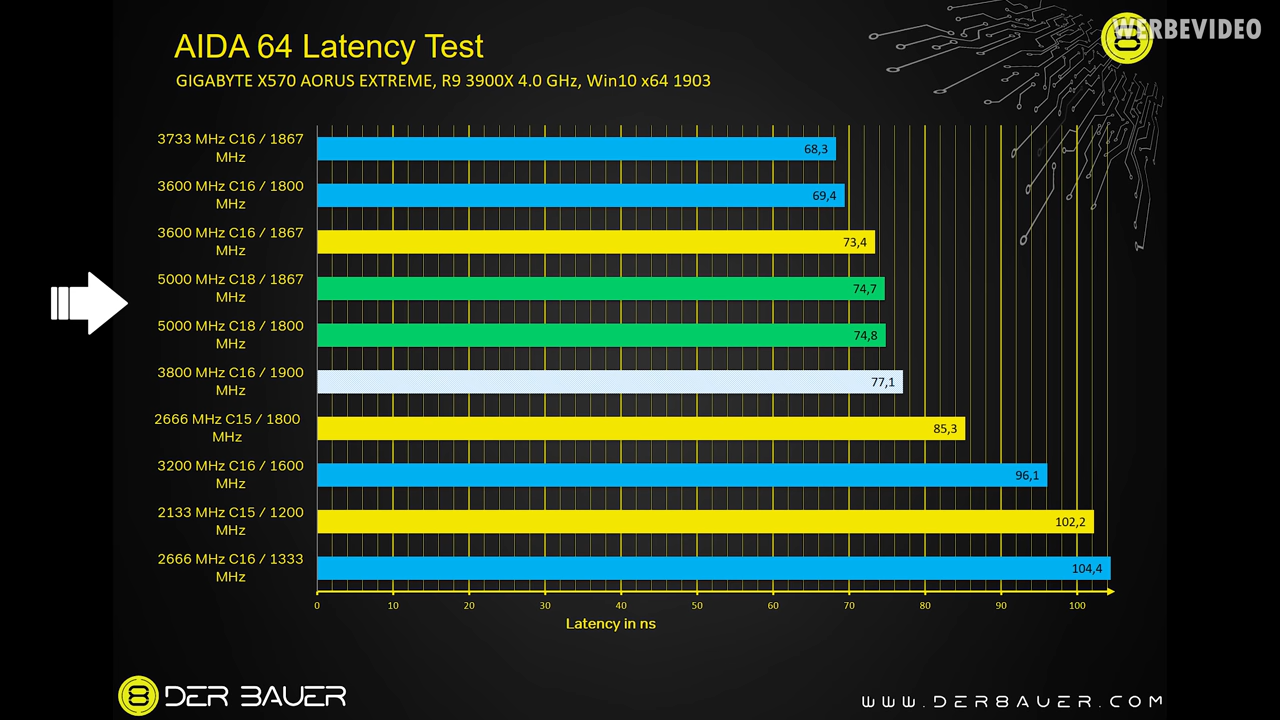 WERBEVIDEO
AIDA 64 Latency Test
GIGABYTE X570 AORUS EXTREME, R9 3900X 4.0 GHz, Win10 x64 1903
3733 MHz C16 / 1867
MHz
68,3
3600 MHz C16 / 1800
MHz
69,4
3600 MHz C16 / 1867
MHz
73,4
5000 MHz C18 / 1867
MHz
74,7
5000 MHz C18 / 1800
MHz
74,8
3800 MHz C16 / 1900
MHz
77,1
2666 MHz C15 / 1800
MHz
85,3
3200 MHz C16 / 1600
MHz
96,1
2133 MHz C15 / 1200
MHz
102,2
2666 MHz C16 / 1333
MHz
104,4
0 10 20 30 40 50 60 70 80 90 100
Latency in ns
8 DER BAUER
WWW.DER8AUER.COM